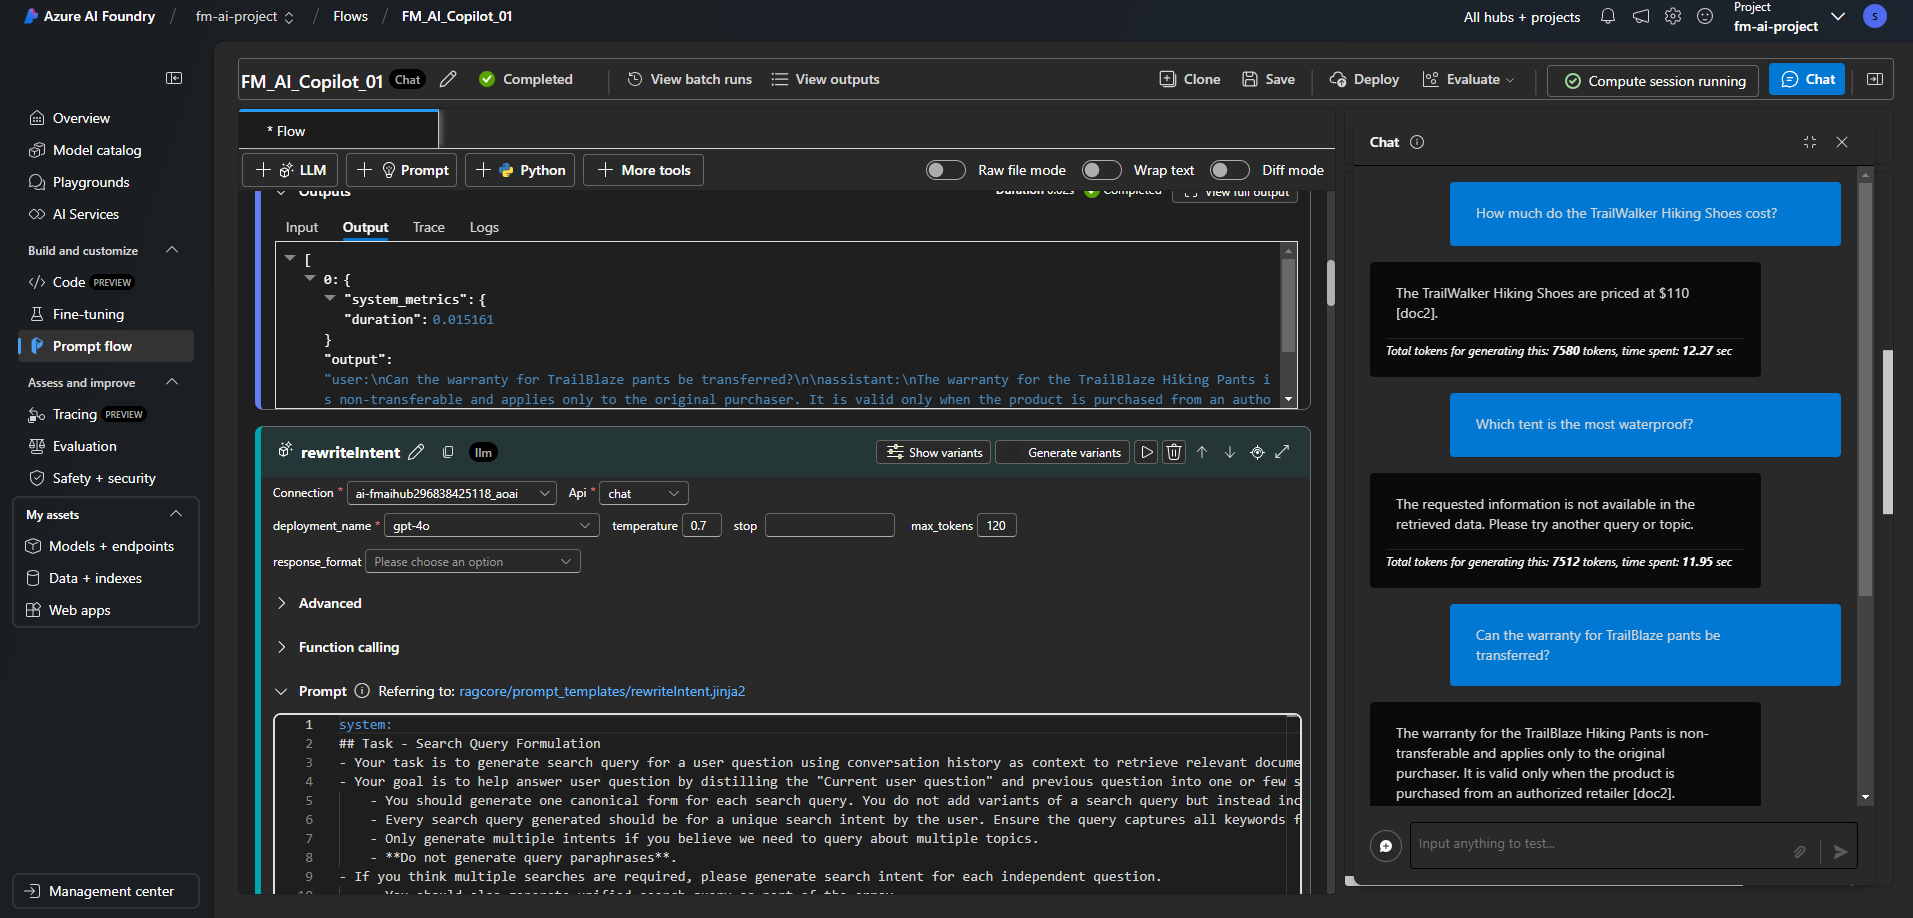 Azure AI Foundry / fm-ai-project / Flows / FM_AI_Copilot_01
All hubs + projects
Project
fm-ai-project
S
Overview
Model catalog
Playgrounds
AI Services
Build and customize
Code PREVIEW
Fine-tuning
Prompt flow
Assess and improve
Tracing PREVIEW
Evaluation
Safety + security
My assets
Models + endpoints
Data + indexes
Web apps
Management center
FM_AI_Copilot_01 Chat Completed View batch runs View outputs Clone Save Deploy Evaluate Compute session running Chat
* Flow
LLM Prompt Python More tools Raw file mode Wrap text Diff mode
Outputs Duration 0.02s Completed View full output
Input Output Trace Logs
[
0: {
"system_metrics": {
"duration": 0.015161
}
"output":
"user:\nCan the warranty for TrailBlaze pants be transferred?\n\nassistant:\nThe warranty for the TrailBlaze Hiking Pants i
s non-transferable and applies only to the original purchaser. It is valid only when the product is purchased from an autho
rewriteIntent llm Show variants Generate variants
Connection * ai-fmaihub296838425118_aoai Api * chat
deployment_name * gpt-4o temperature 0.7 stop max_tokens 120
response_format Please choose an option
Advanced
Function calling
Prompt Referring to: ragcore/prompt_templates/rewriteIntent.jinja2
1 system:
2 ## Task - Search Query Formulation
3 - Your task is to generate search query for a user question using conversation history as context to retrieve relevant docume
4 - Your goal is to help answer user question by distilling the "Current user question" and previous question into one or few s
5 - You should generate one canonical form for each search query. You do not add variants of a search query but instead inc
6 - Every search query generated should be for a unique search intent by the user. Ensure the query captures all keywords f
7 - Only generate multiple intents if you believe we need to query about multiple topics.
8 - **Do not generate query paraphrases**.
9 - If you think multiple searches are required, please generate search intent for each independent question.
10 - You should also generate unified search query as part of the array.
Chat
How much do the TrailWalker Hiking Shoes cost?
The TrailWalker Hiking Shoes are priced at $110
[doc2].
Total tokens for generating this: 7580 tokens, time spent: 12.27 sec
Which tent is the most waterproof?
The requested information is not available in the
retrieved data. Please try another query or topic.
Total tokens for generating this: 7512 tokens, time spent: 11.95 sec
Can the warranty for TrailBlaze pants be
transferred?
The warranty for the TrailBlaze Hiking Pants is non-
transferable and applies only to the original
purchaser. It is valid only when the product is
purchased from an authorized retailer [doc2].
Input anything to test...